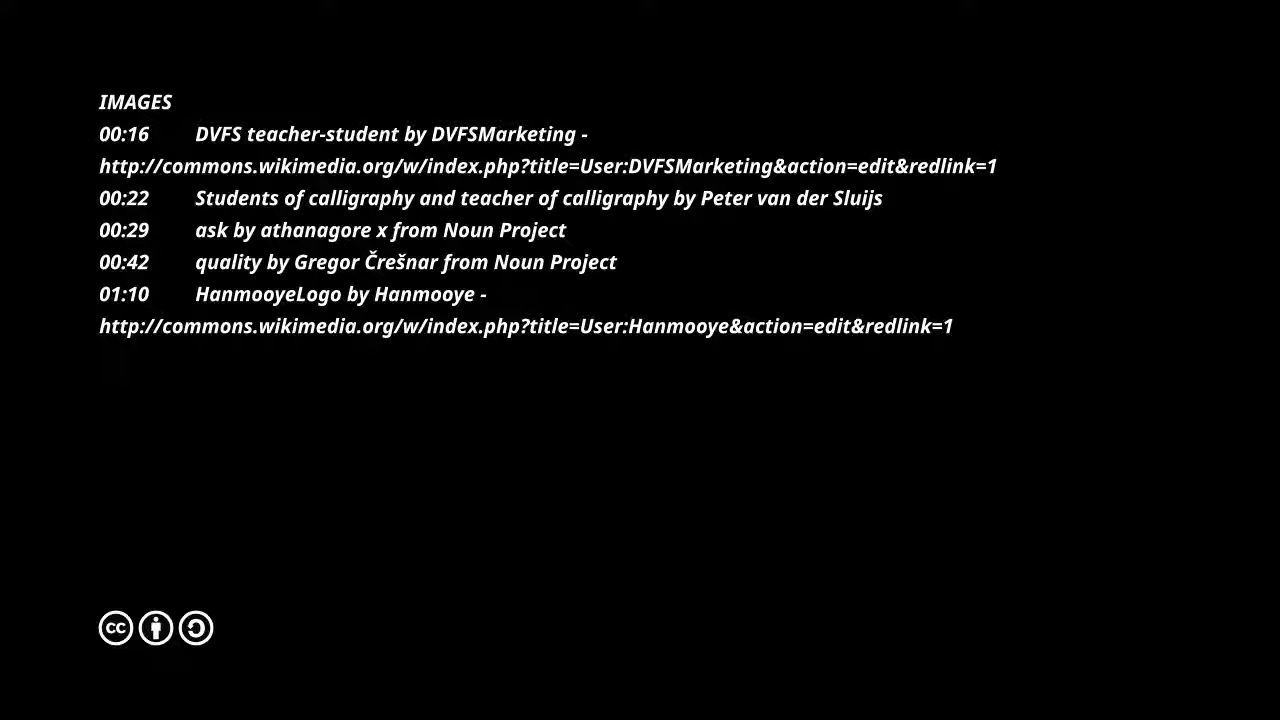 IMAGES
00:16 DVFS teacher-student by DVFSMarketing -
http://commons.wikimedia.org/w/index.php?title=User:DVFSMarketing&action=edit&redlink=1
00:22 Students of calligraphy and teacher of calligraphy by Peter van der Sluijs
00:29 ask by athanagore x from Noun Project
00:42 quality by Gregor Črešnar from Noun Project
01:10 HanmooyeLogo by Hanmooye -
http://commons.wikimedia.org/w/index.php?title=User:Hanmooye&action=edit&redlink=1
cc